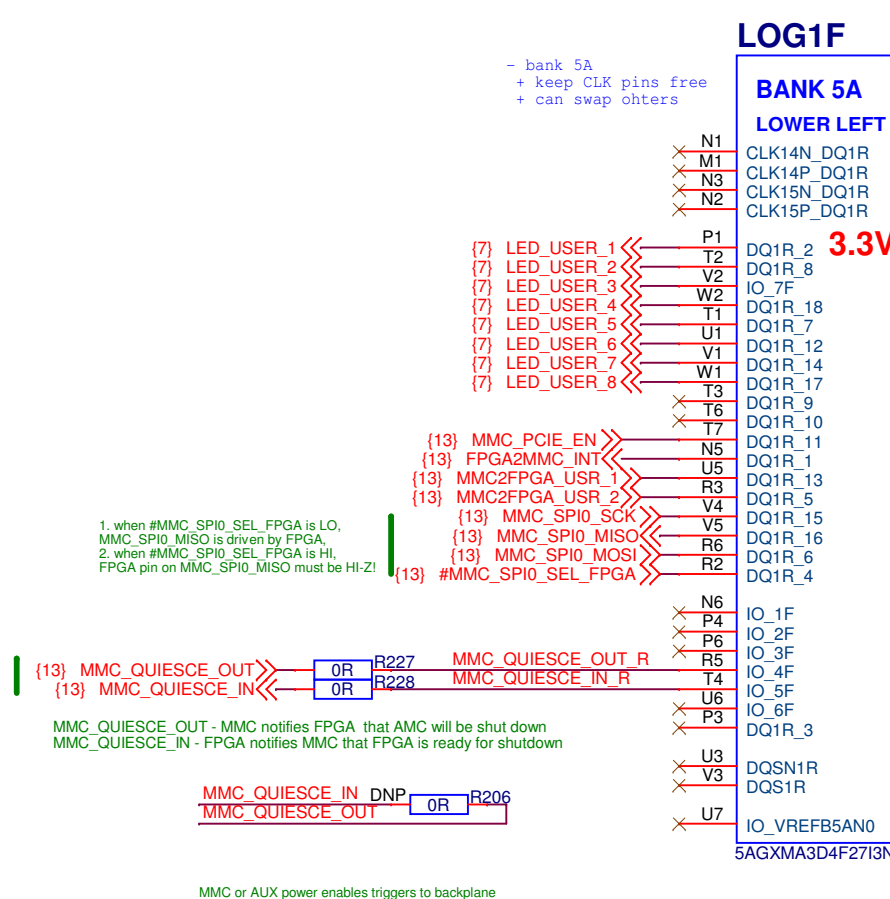 LOG1F
- bank 5A
+ keep CLK pins free
+ can swap ohters
BANK 5A
LOWER LEFT
N1 CLK14N_DQ1R
M1 CLK14P_DQ1R
N3 CLK15N_DQ1R
N2 CLK15P_DQ1R
3.3V
{7} LED_USER_1 P1 DQ1R_2
{7} LED_USER_2 T2 DQ1R_8
{7} LED_USER_3 V2 IO_7F
{7} LED_USER_4 W2 DQ1R_18
{7} LED_USER_5 T1 DQ1R_7
{7} LED_USER_6 U1 DQ1R_12
{7} LED_USER_7 V1 DQ1R_14
{7} LED_USER_8 W1 DQ1R_17
T3 DQ1R_9
T6 DQ1R_10
{13} MMC_PCIE_EN T7 DQ1R_11
{13} FPGA2MMC_INT N5 DQ1R_1
{13} MMC2FPGA_USR_1 U5 DQ1R_13
{13} MMC2FPGA_USR_2 R3 DQ1R_5
{13} MMC_SPI0_SCK V4 DQ1R_15
{13} MMC_SPI0_MISO V5 DQ1R_16
{13} MMC_SPI0_MOSI R6 DQ1R_6
{13} #MMC_SPI0_SEL_FPGA R2 DQ1R_4
1. when #MMC_SPI0_SEL_FPGA is LO,
MMC_SPI0_MISO is driven by FPGA,
2. when #MMC_SPI0_SEL_FPGA is HI,
FPGA pin on MMC_SPI0_MISO must be HI-Z!
N6 IO_1F
P4 IO_2F
P6 IO_3F
{13} MMC_QUIESCE_OUT 0R R227 MMC_QUIESCE_OUT_R R5 IO_4F
{13} MMC_QUIESCE_IN 0R R228 MMC_QUIESCE_IN_R T4 IO_5F
U6 IO_6F
P3 DQ1R_3
MMC_QUIESCE_OUT - MMC notifies FPGA that AMC will be shut down
MMC_QUIESCE_IN - FPGA notifies MMC that FPGA is ready for shutdown
U3 DQSN1R
V3 DQS1R
MMC_QUIESCE_IN DNP 0R R206
MMC_QUIESCE_OUT
U7 IO_VREFB5AN0
5AGXMA3D4F27I3N
MMC or AUX power enables triggers to backplane